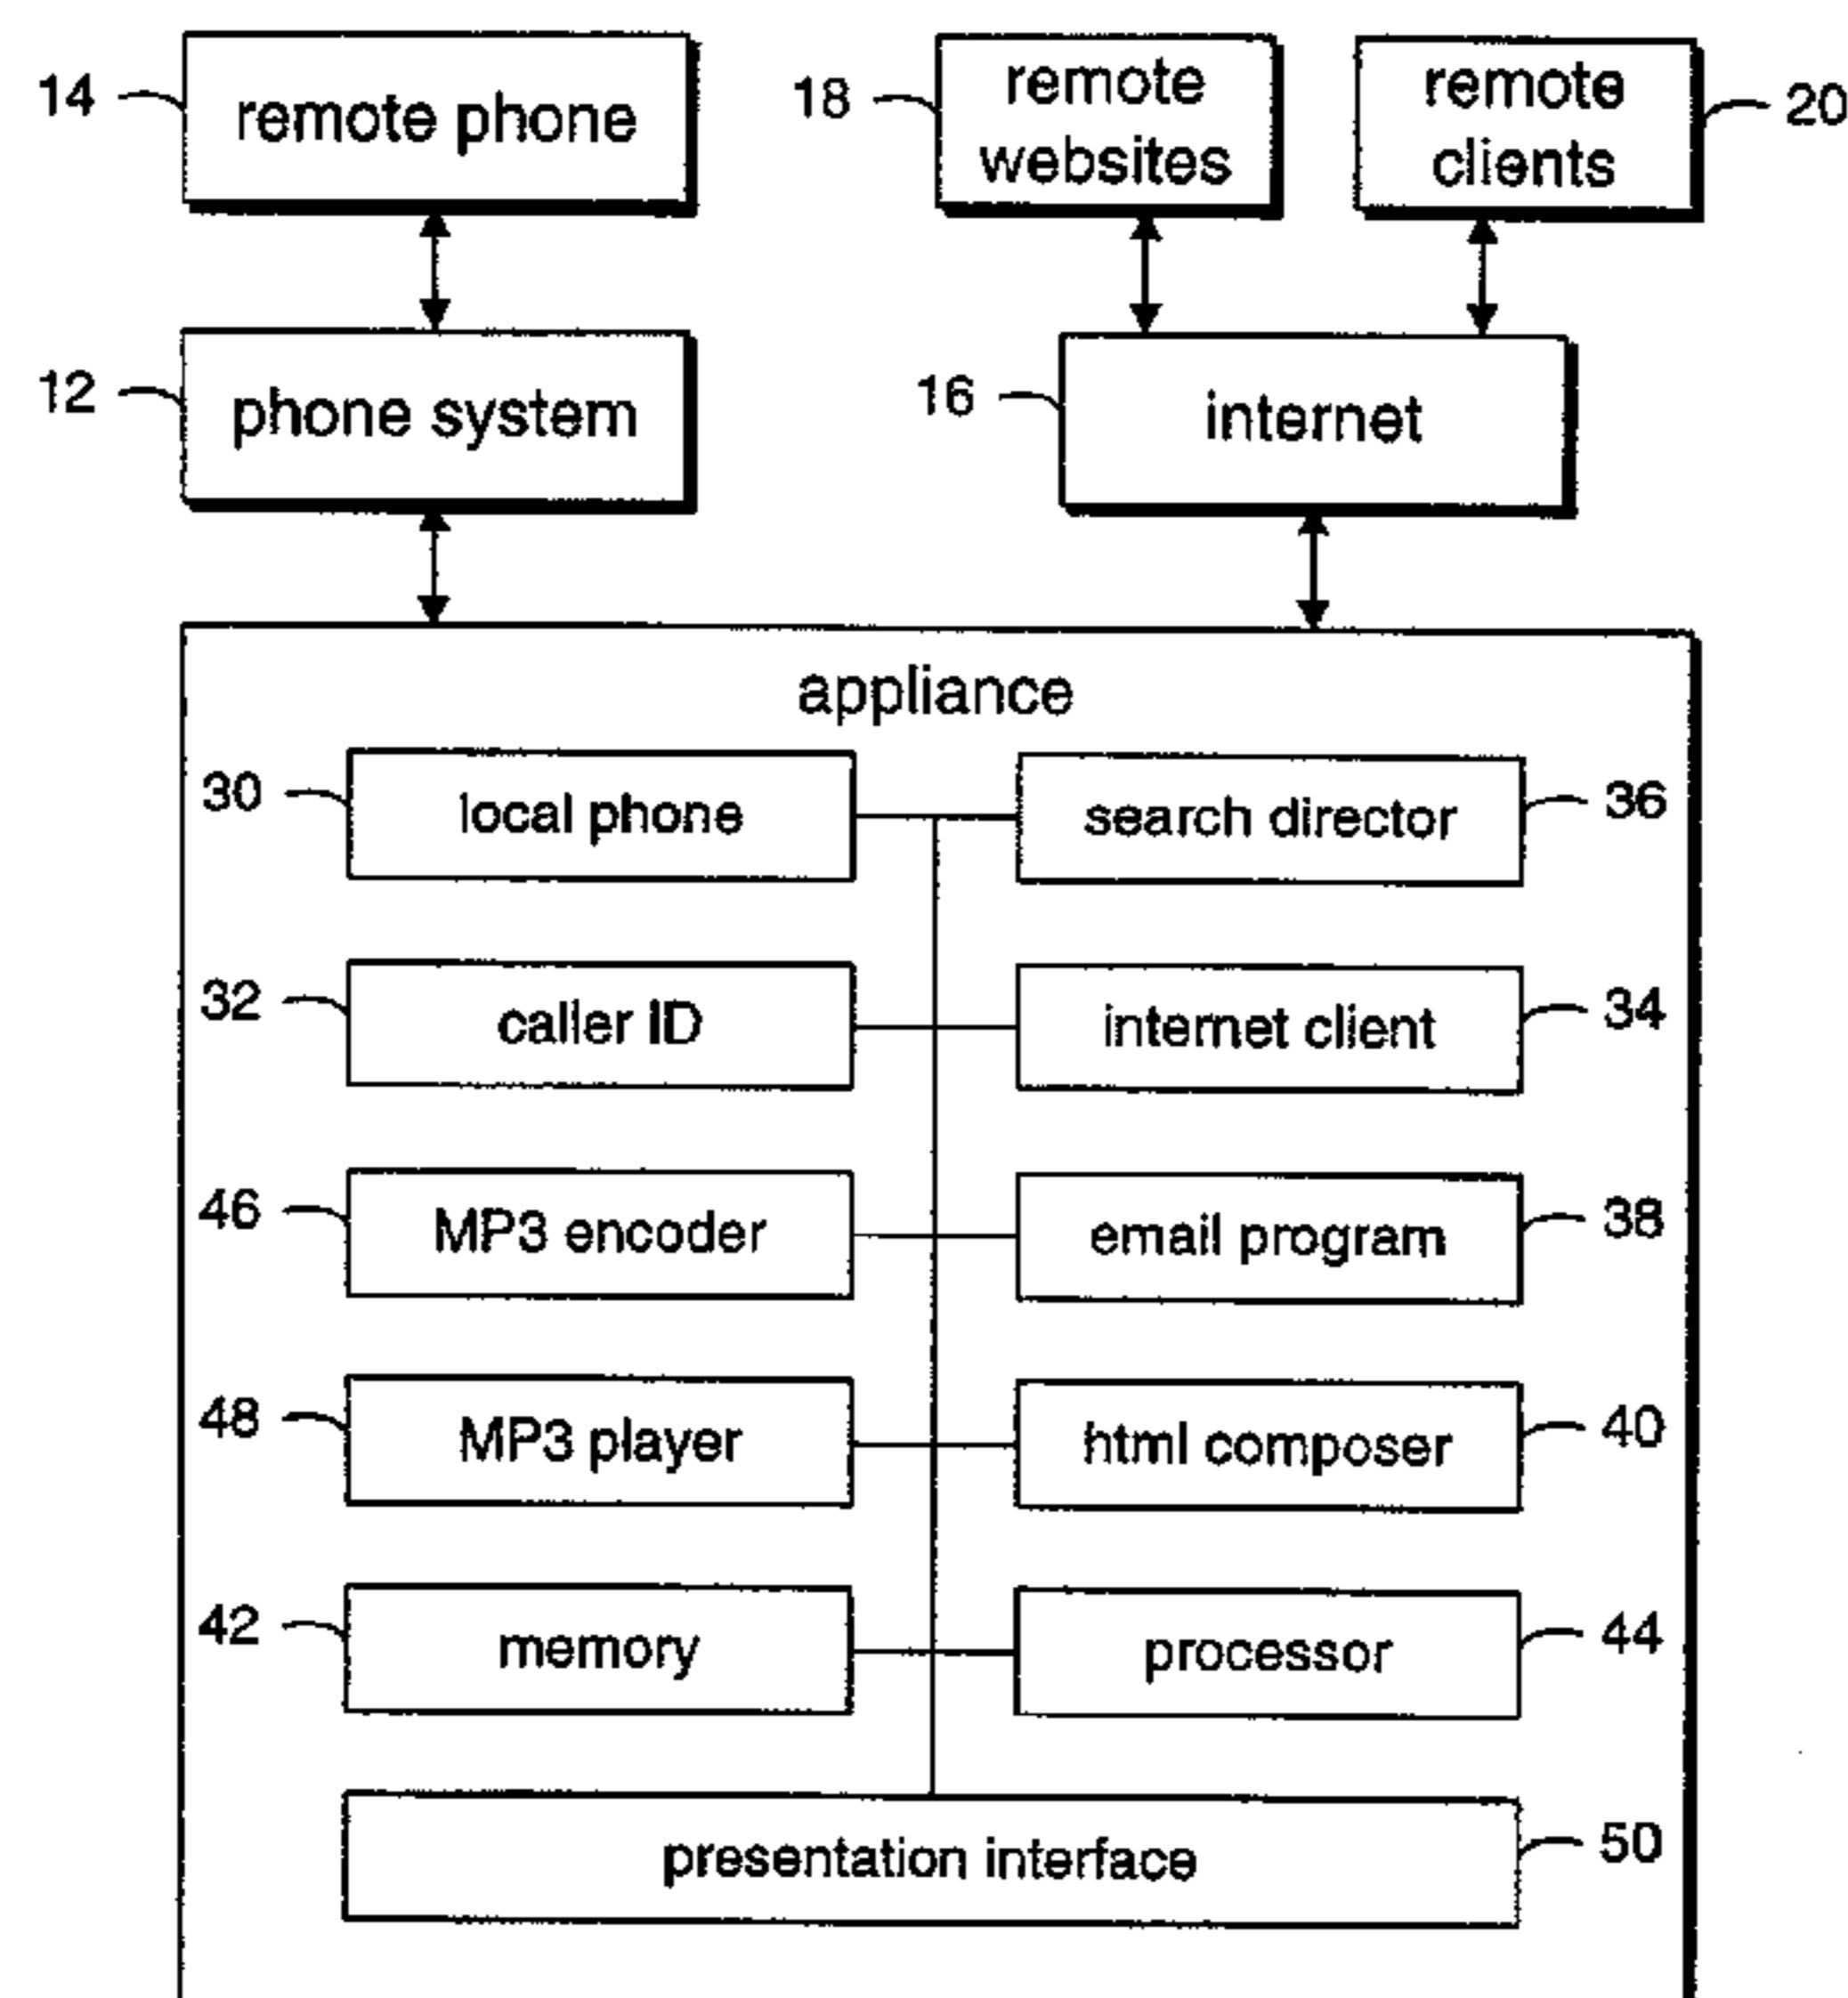 14 remote phone
18 remote websites
remote clients 20
12 phone system
16 internet
appliance
30 local phone
search director 36
32 caller ID
internet client 34
46 MP3 encoder
email program 38
48 MP3 player
html composer 40
42 memory
processor 44
presentation interface 50